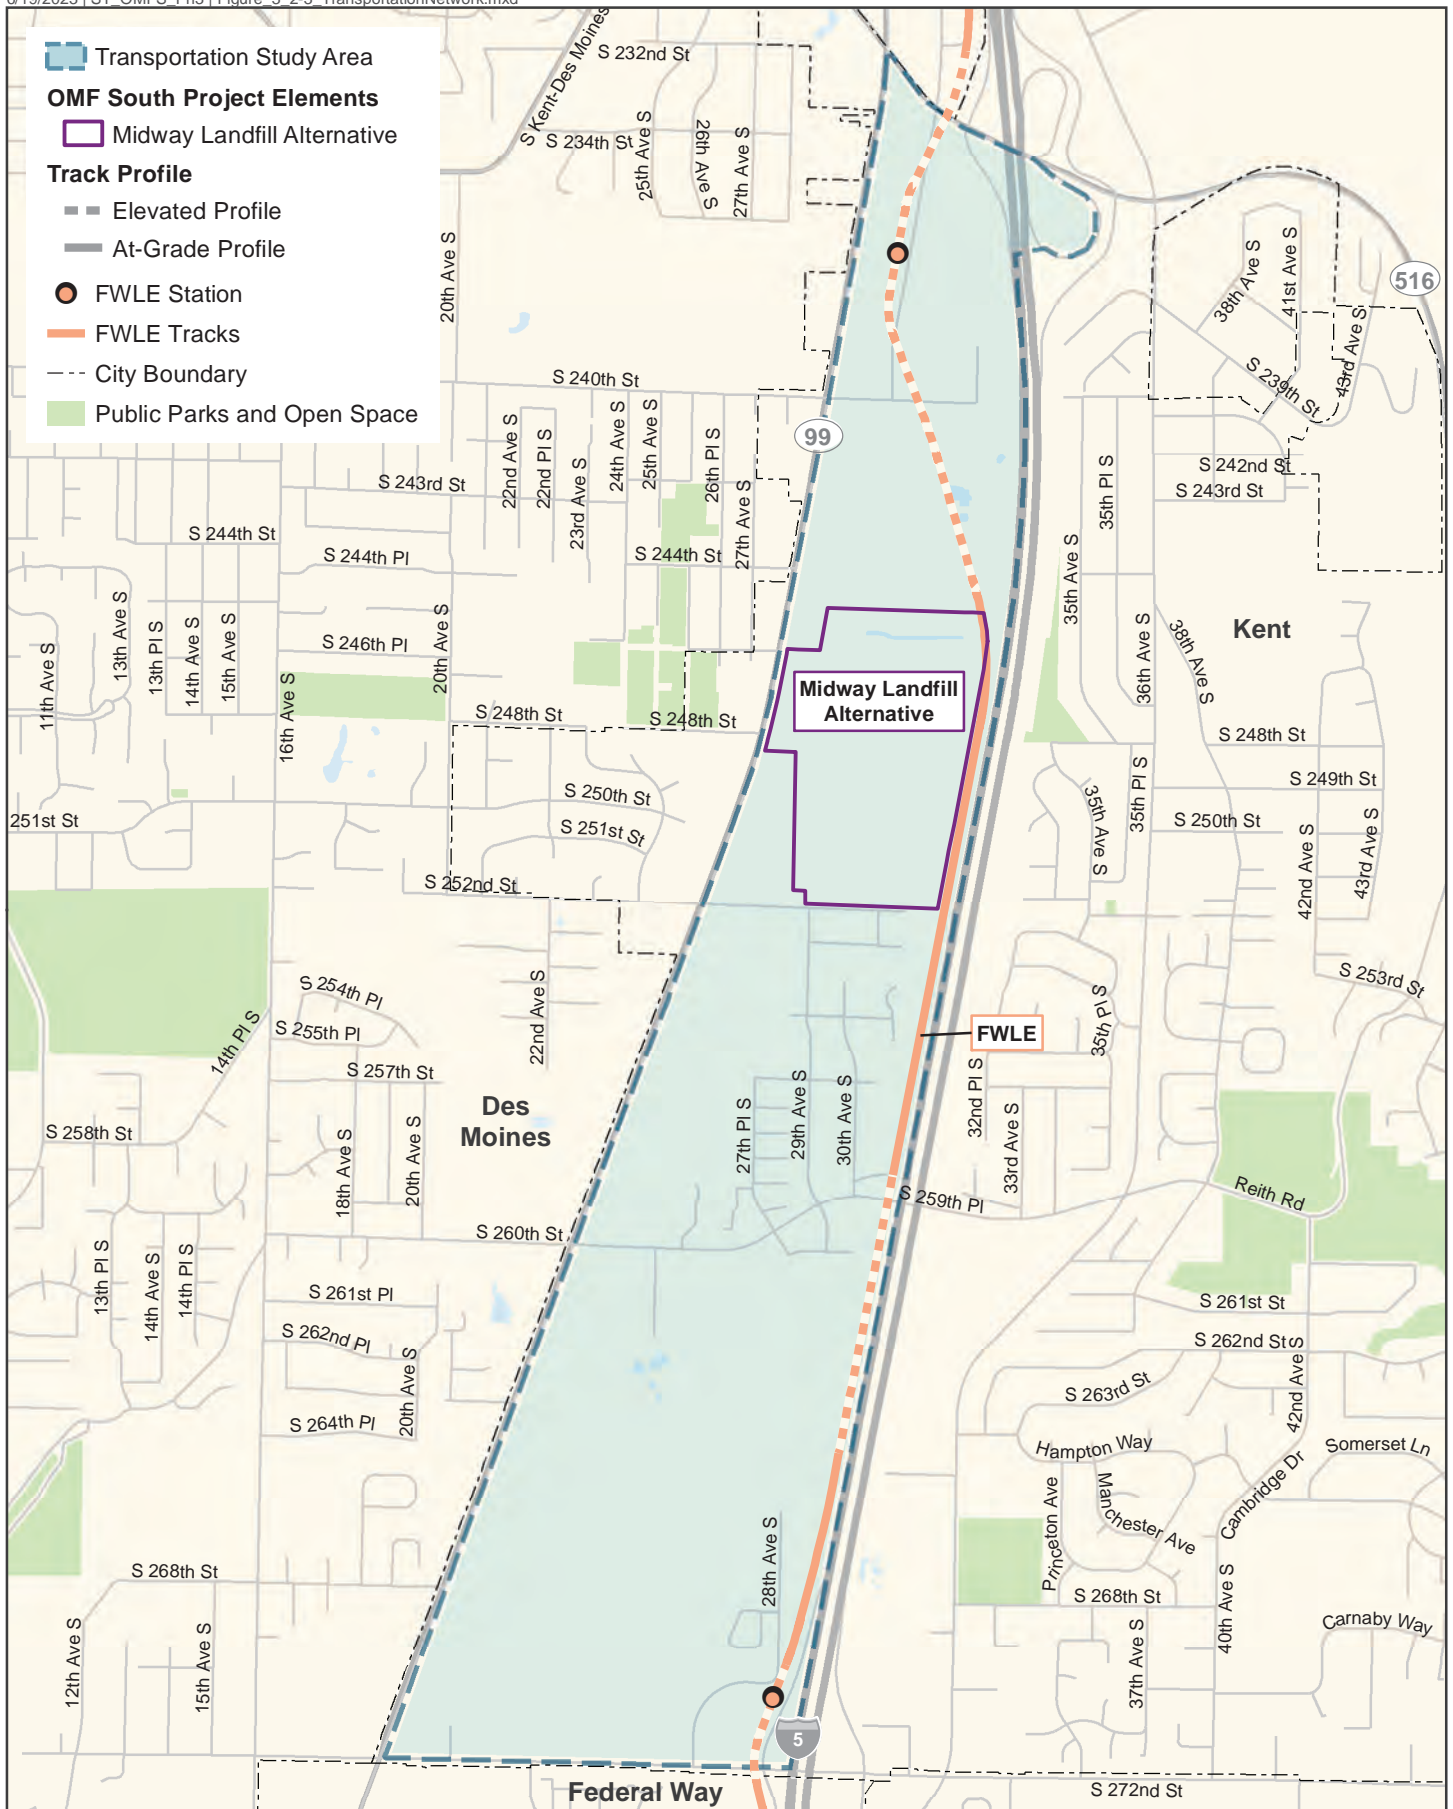 6/19/2023 | ST_OMFS_Ph3 | Figure_3_2-3_TransportationNetwork.mxd
Transportation Study Area
OMF South Project Elements
Midway Landfill Alternative
Track Profile
Elevated Profile
At-Grade Profile
FWLE Station
FWLE Tracks
City Boundary
Public Parks and Open Space
S Kent-Des Moines
S 232nd St
S 234th St
25th Ave S
26th Ave S
27th Ave S
20th Ave S
38th Ave S
41st Ave S
516
43rd Ave S
S 239th St
S 240th St
99
22nd Ave S
22nd Pl S
23rd Ave S
24th Ave S
25th Ave S
26th Pl S
27th Ave S
35th Pl S
S 242nd St
S 243rd St
S 243rd St
S 244th St
S 244th Pl
S 244th St
35th Ave S
11th Ave S
13th Ave S
13th Pl S
14th Ave S
15th Ave S
S 246th Pl
20th Ave S
16th Ave S
36th Ave S
38th Ave S
Kent
Midway Landfill
Alternative
S 248th St
S 248th St
S 248th St
S 249th St
35th Pl S
35th Ave S
S 250th St
S 250th St
S 251st St
251st St
42nd Ave S
43rd Ave S
S 252nd St
S 253rd St
S 254th Pl
S 255th Pl
14th Pl S
22nd Ave S
35th Pl S
FWLE
S 257th St
32nd Pl S
33rd Ave S
Des
Moines
27th Pl S
29th Ave S
30th Ave S
S 258th St
18th Ave S
20th Ave S
S 259th Pl
Reith Rd
S 260th St
13th Pl S
14th Ave S
14th Pl S
S 261st Pl
S 261st St
S 262nd Pl
S 262nd St
20th Ave S
S 263rd St
42nd Ave S
S 264th Pl
Hampton Way
Somerset Ln
Cambridge Dr
Princeton Ave
Manchester Ave
28th Ave S
S 268th St
S 268th St
40th Ave S
12th Ave S
15th Ave S
37th Ave S
Carnaby Way
5
Federal Way
S 272nd St